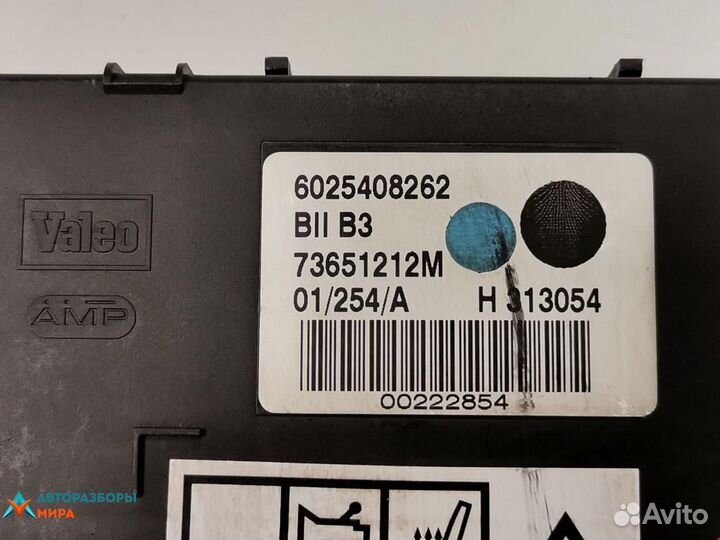 6025408262
BII B3
73651212M
01/254/A H 313054
00222854
Valeo
AMP
АВТОРАЗБОРЫ
МИРА
Avito